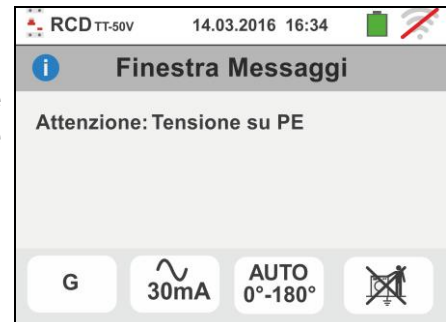 RCD TT-50V 14.03.2016 16:34
Finestra Messaggi
Attenzione: Tensione su PE
G
30mA
AUTO
0°-180°